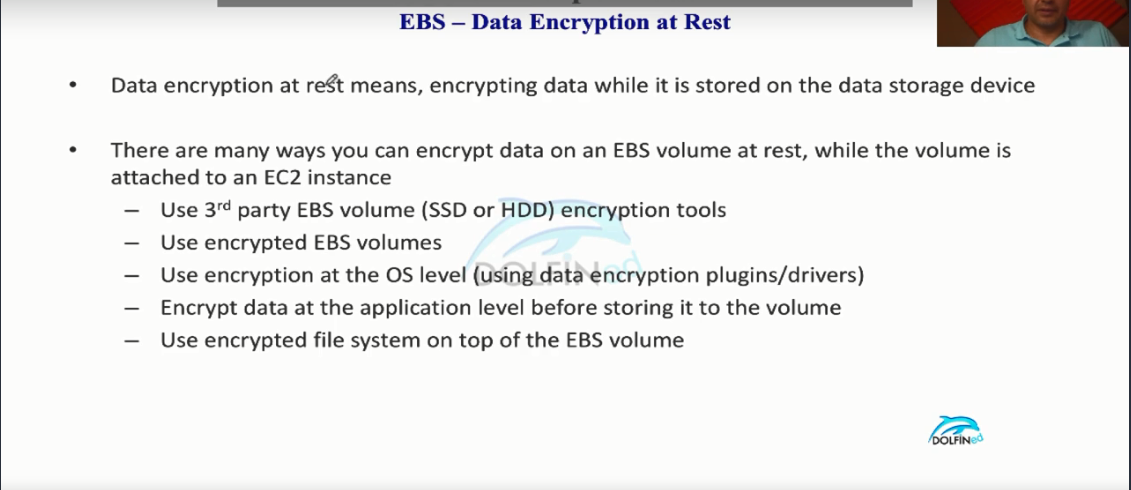 EBS – Data Encryption at Rest
• Data encryption at rest means, encrypting data while it is stored on the data storage device
• There are many ways you can encrypt data on an EBS volume at rest, while the volume is
attached to an EC2 instance
– Use 3rd party EBS volume (SSD or HDD) encryption tools
– Use encrypted EBS volumes
– Use encryption at the OS level (using data encryption plugins/drivers)
– Encrypt data at the application level before storing it to the volume
– Use encrypted file system on top of the EBS volume
DOLFINed
DOLFINed